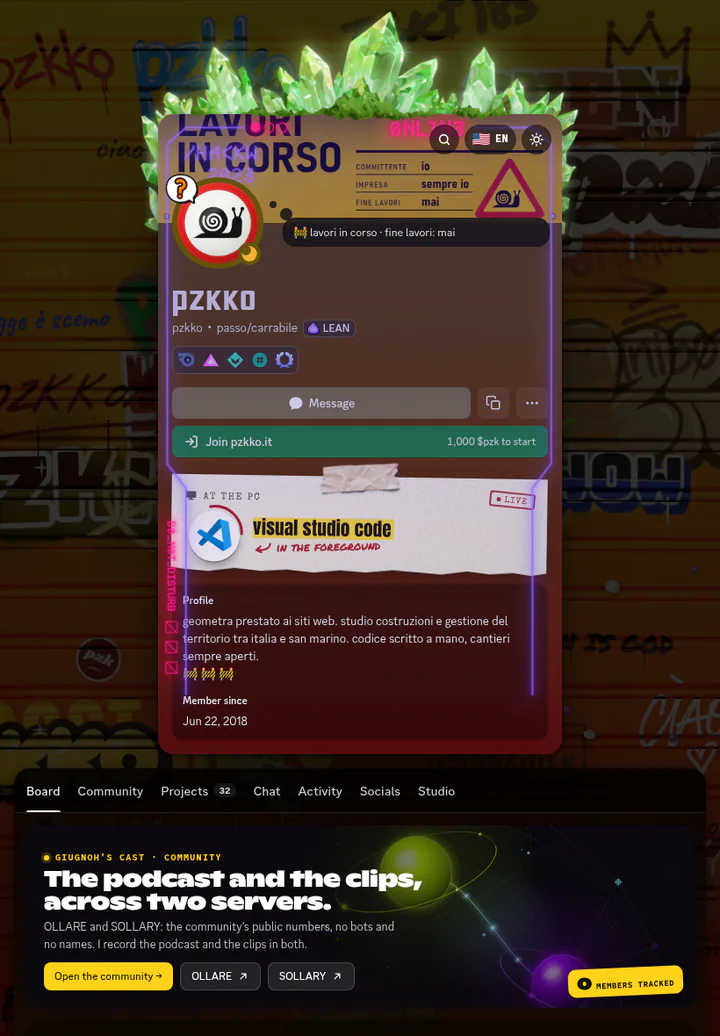 pzkko
pzkko
ciao
LAVORI
IN CORSO
EN
COMMITTENTE io
IMPRESA sempre io
FINE LAVORI mai
🚧 lavori in corso · fine lavori: mai
pzkko
pzkko • passo/carrabile LEAN
Message
Join pzkko.it 1,000 $pzk to start
AT THE PC
LIVE
visual studio code
IN THE FOREGROUND
DO_NOT_DISTURB
Profile
geometra prestato ai siti web. studio costruzioni e gestione del
territorio tra italia e san marino. codice scritto a mano, cantieri
sempre aperti.
🚧 🚧 🚧
Member since
Jun 22, 2018
pzk
Board Community Projects 32 Chat Activity Socials Studio
GIUGNOH'S CAST · COMMUNITY
The podcast and the clips,
across two servers.
OLLARE and SOLLARY: the community's public numbers, no bots and
no names. I record the podcast and the clips in both.
Open the community → OLLARE ↗ SOLLARY ↗
MEMBERS TRACKED